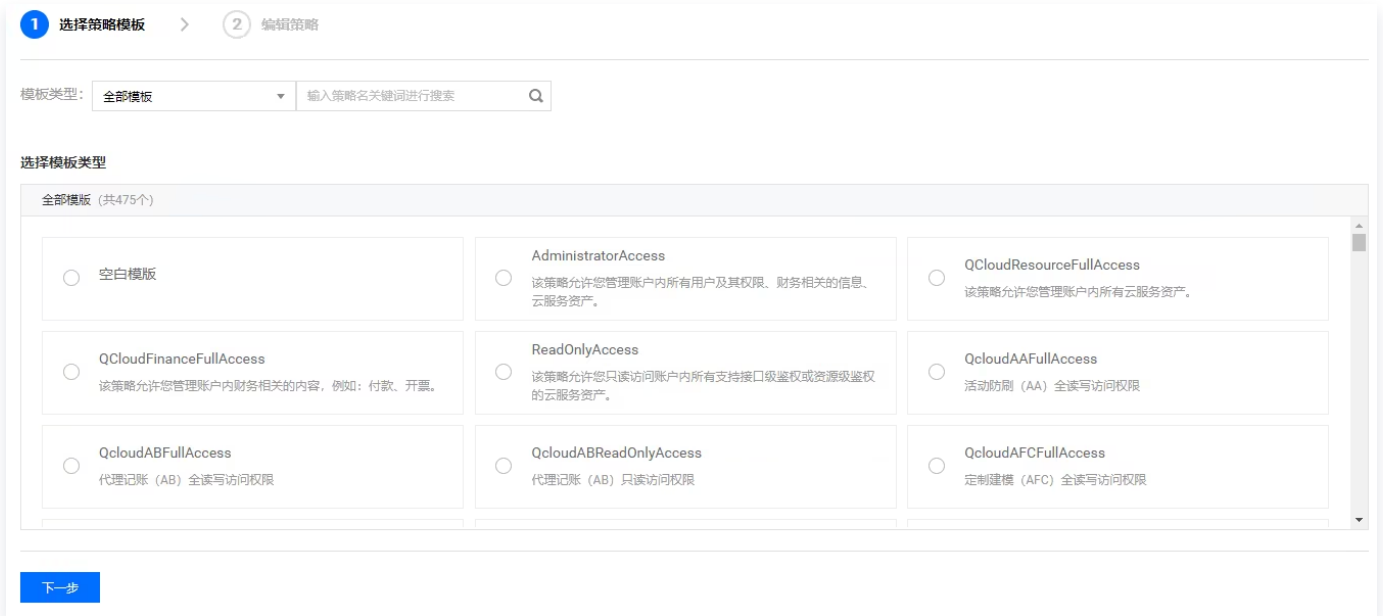 1 选择策略模板 2 编辑策略
模板类型: 全部模板 输入策略名关键词进行搜索
选择模板类型
全部模版 (共475个)
空白模版
AdministratorAccess
该策略允许您管理账户内所有用户及其权限、财务相关的信息、
云服务资产。
QCloudResourceFullAccess
该策略允许您管理账户内所有云服务资产。
QCloudFinanceFullAccess
该策略允许您管理账户内财务相关的内容，例如：付款、开票。
ReadOnlyAccess
该策略允许您只读访问账户内所有支持接口级鉴权或资源级鉴权
的云服务资产。
QcloudAAFullAccess
活动防刷（AA）全读写访问权限
QcloudABFullAccess
代理记账（AB）全读写访问权限
QcloudABReadOnlyAccess
代理记账（AB）只读访问权限
QcloudAFCFullAccess
定制建模（AFC）全读写访问权限
下一步